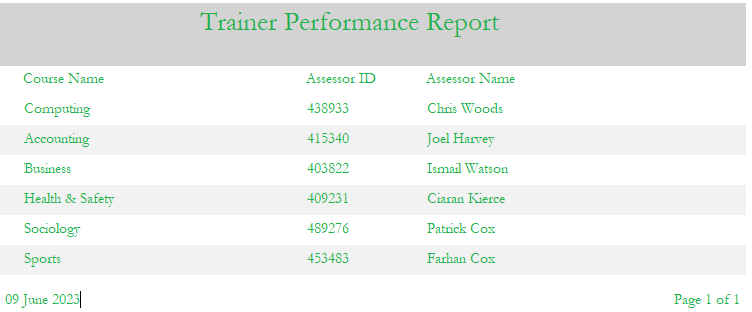 Trainer Performance Report
Course Name Assessor ID Assessor Name
Computing 438933 Chris Woods
Accounting 415340 Joel Harvey
Business 403822 Ismail Watson
Health & Safety 409231 Ciaran Kierce
Sociology 489276 Patrick Cox
Sports 453483 Farhan Cox
09 June 2023 Page 1 of 1